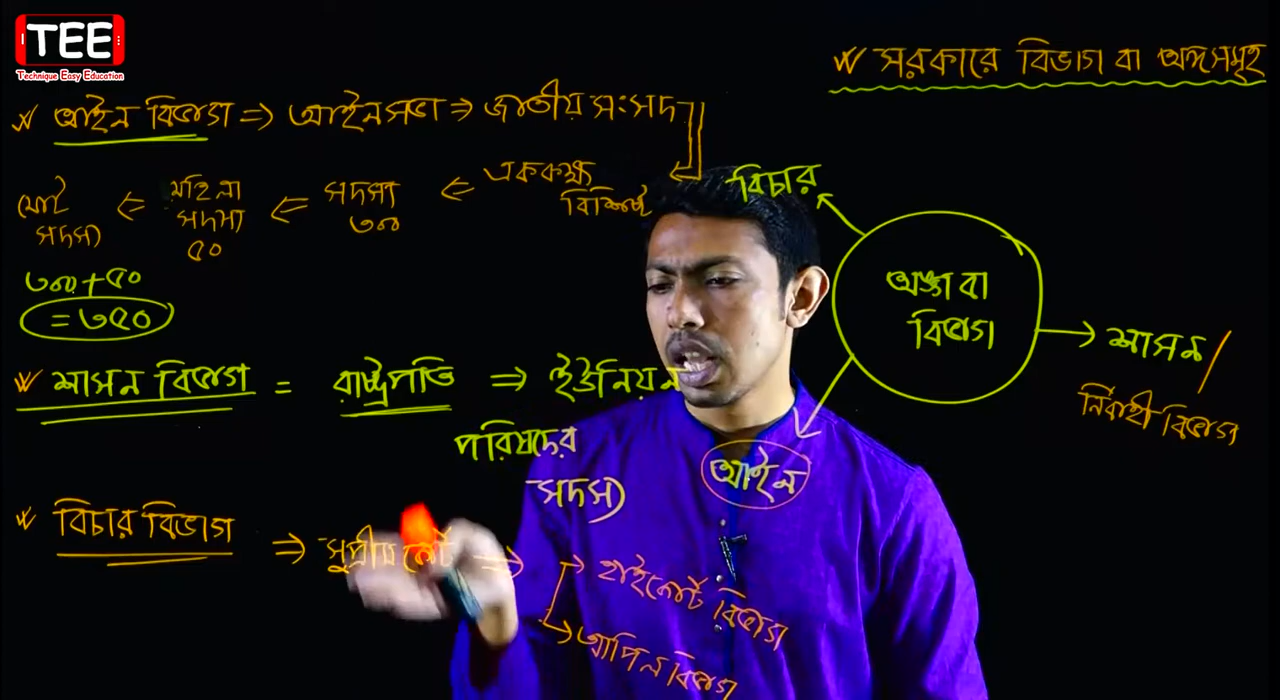 TEE
Technique Easy Education
✶ সরকারে বিভাগ বা অঙ্গসমূহ
✶ আইন বিভাগ ⇒ আইনসভা ⇒ জাতীয় সংসদ
এককক্ষ
বিশিষ্ট
⇐
সদস্য
৩০০
⇐
মহিলা
সদস্য
৫০
⇐
মোট
সদস্য
৩০০+৫০
=৩৫০
বিচার
অঙ্গ বা
বিভাগ
শাসন /
নির্বাহী বিভাগ
আইন
✶ শাসন বিভাগ = রাষ্ট্রপতি ⇒ ইউনিয়ন
পরিষদের
সদস্য
✶ বিচার বিভাগ ⇒ সুপ্রীম কোর্ট ⇒
হাইকোর্ট বিভাগ
আপিল বিভাগ